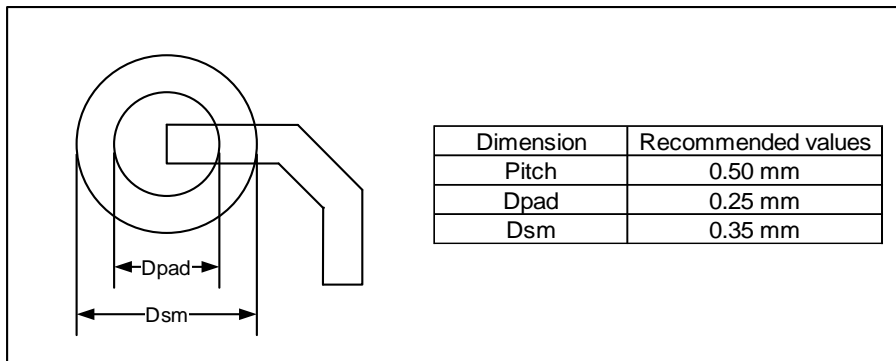 Dpad
Dsm
Dimension Recommended values
Pitch 0.50 mm
Dpad 0.25 mm
Dsm 0.35 mm